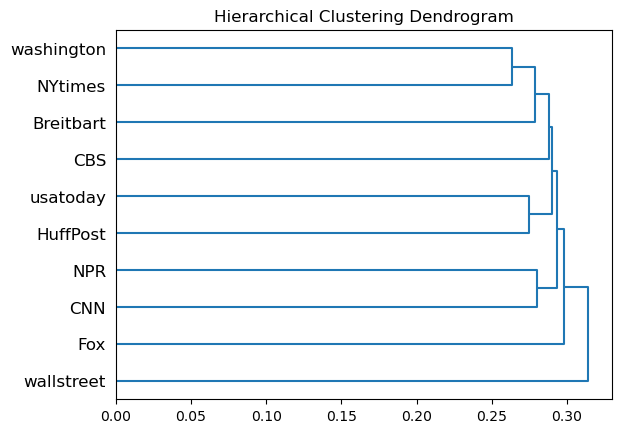 Hierarchical Clustering Dendrogram
washington
NYtimes
Breitbart
CBS
usatoday
HuffPost
NPR
CNN
Fox
wallstreet
0.00 0.05 0.10 0.15 0.20 0.25 0.30